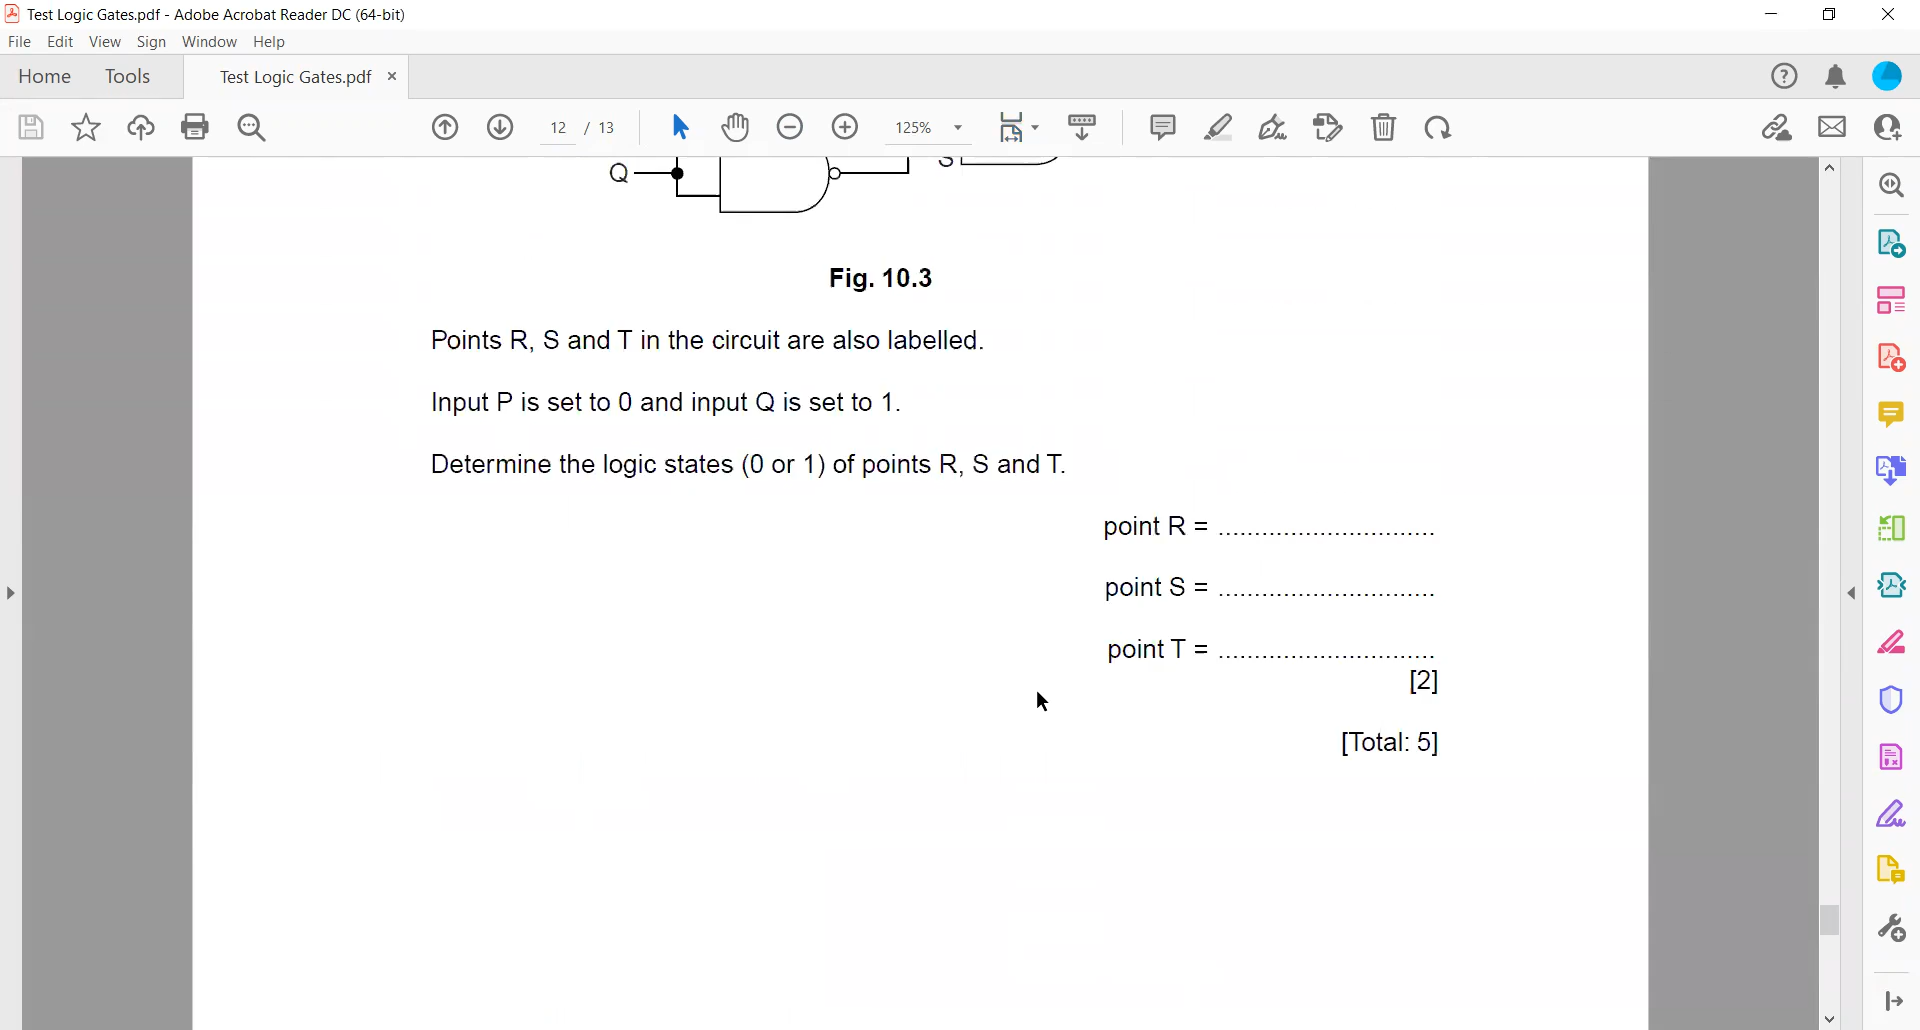 Test Logic Gates.pdf - Adobe Acrobat Reader DC (64-bit)
File Edit View Sign Window Help
Home Tools Test Logic Gates.pdf ×
12 / 13 125%
Q S
Fig. 10.3
Points R, S and T in the circuit are also labelled.
Input P is set to 0 and input Q is set to 1.
Determine the logic states (0 or 1) of points R, S and T.
point R = ..............................
point S = ..............................
point T = ..............................
[2]
[Total: 5]